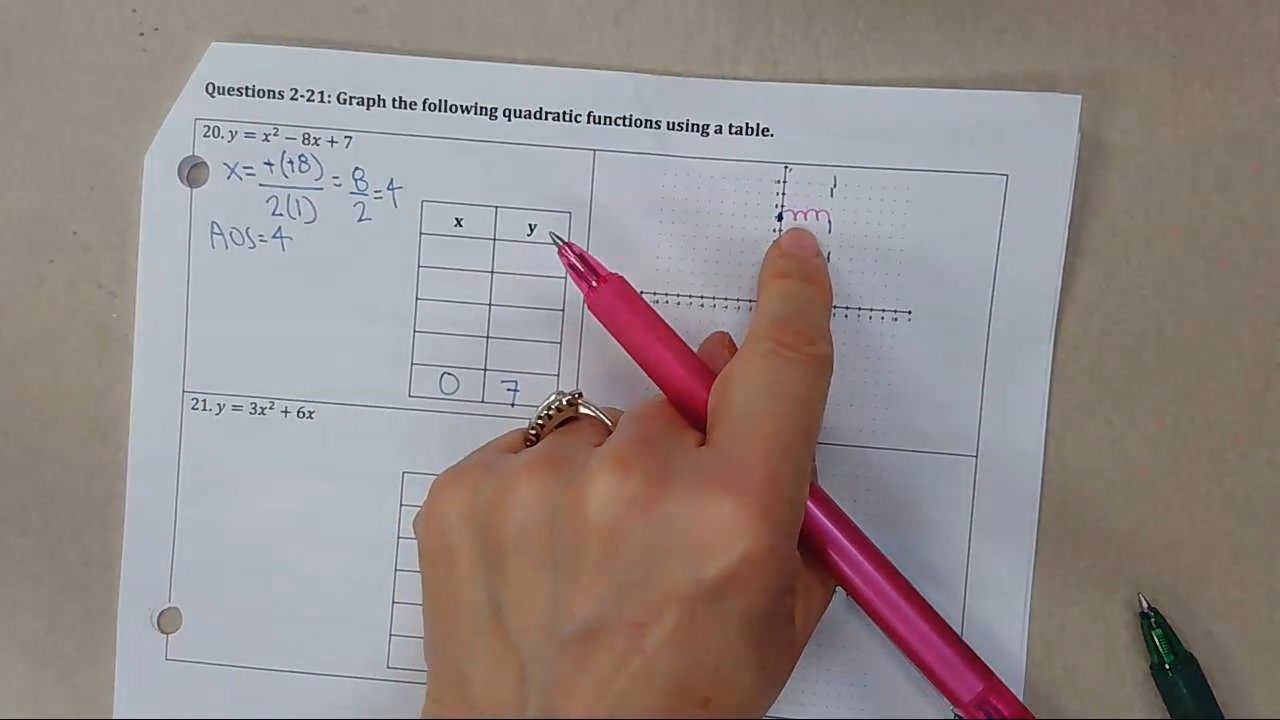 Questions 2-21: Graph the following quadratic functions using a table.
20. y = x² − 8x + 7
x = +(+8) / 2(1) = 8/2 = 4
AOS = 4
x y
0 7
21. y = 3x² + 6x